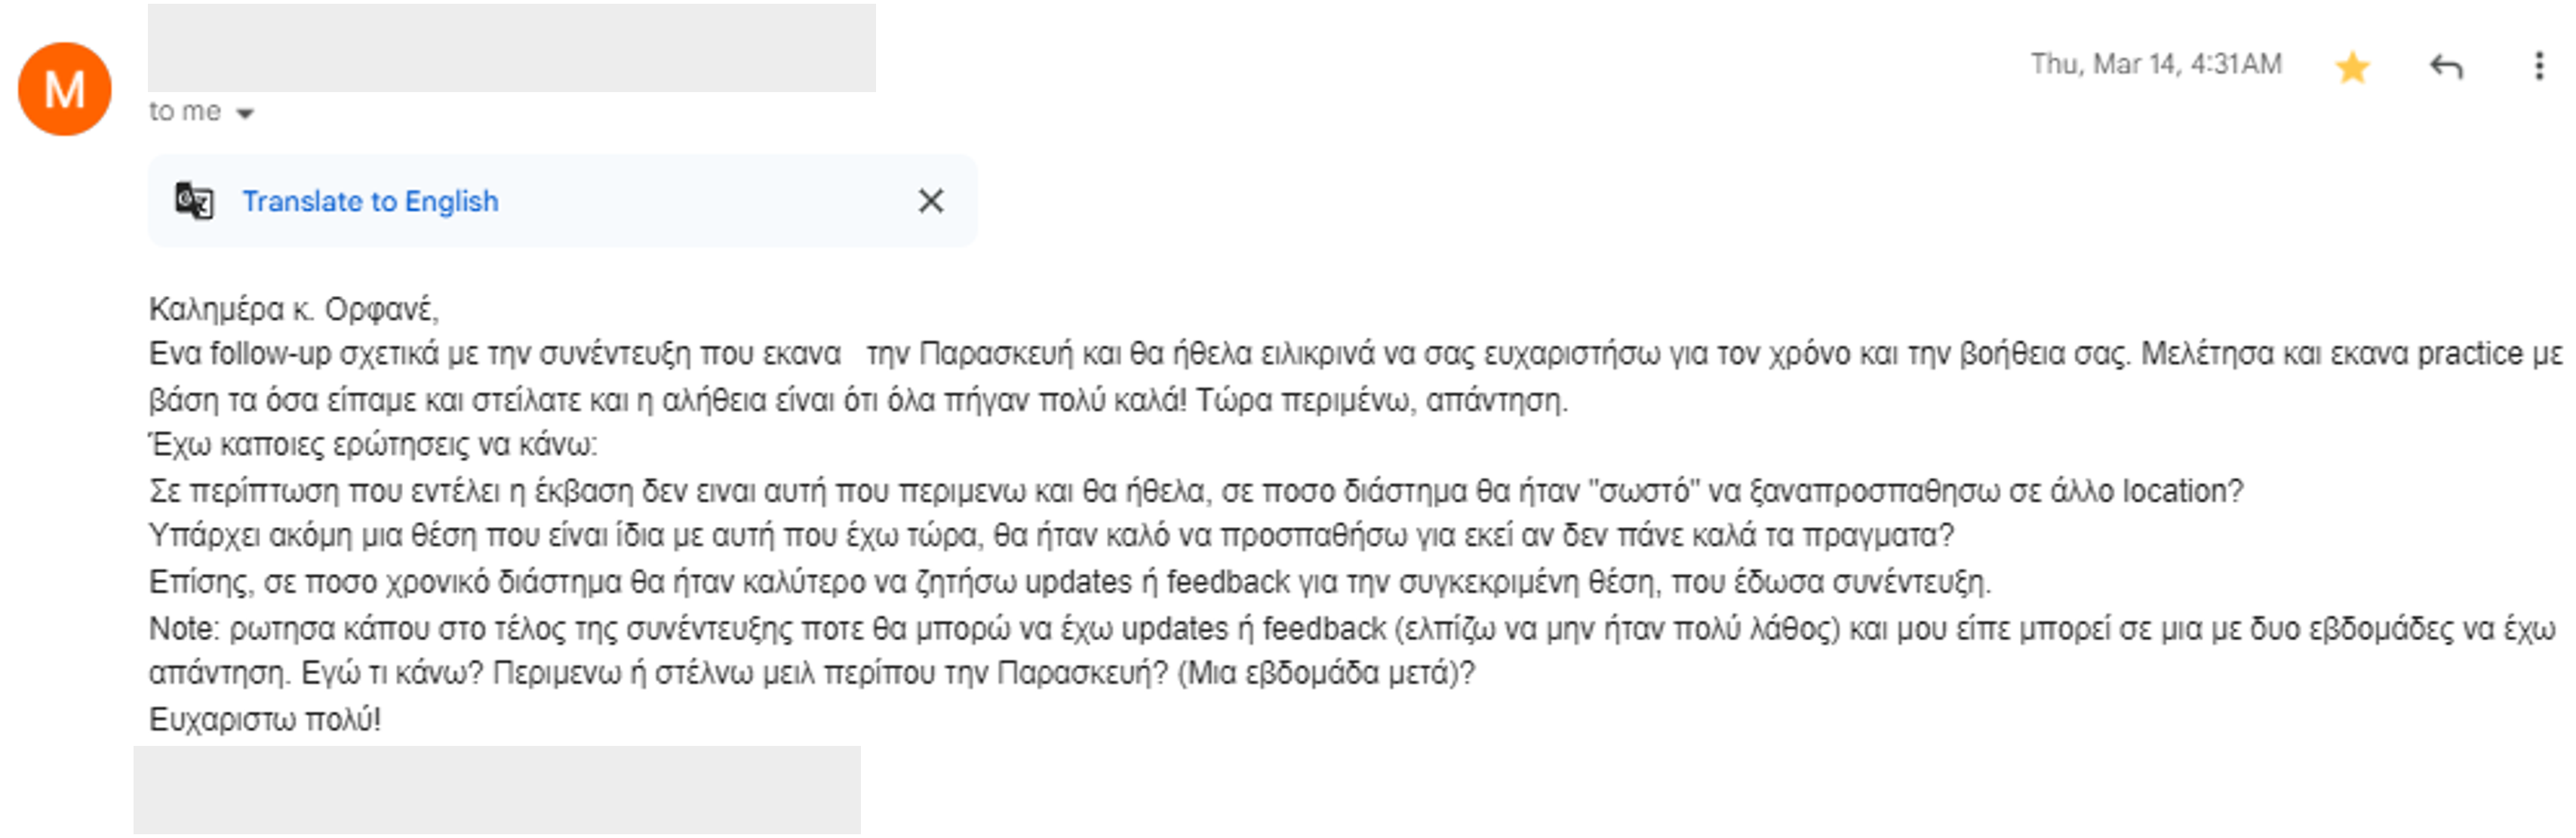 M
Thu, Mar 14, 4:31AM
to me
Translate to English
Καλημέρα κ. Ορφανέ,
Ενα follow-up σχετικά με την συνέντευξη που εκανα την Παρασκευή και θα ήθελα ειλικρινά να σας ευχαριστήσω για τον χρόνο και την βοήθεια σας. Μελέτησα και εκανα practice με
βάση τα όσα είπαμε και στείλατε και η αλήθεια είναι ότι όλα πήγαν πολύ καλά! Τώρα περιμένω, απάντηση.
Έχω καποιες ερώτησεις να κάνω:
Σε περίπτωση που εντέλει η έκβαση δεν ειναι αυτή που περιμενω και θα ήθελα, σε ποσο διάστημα θα ήταν "σωστό" να ξαναπροσπαθησω σε άλλο location?
Υπάρχει ακόμη μια θέση που είναι ίδια με αυτή που έχω τώρα, θα ήταν καλό να προσπαθήσω για εκεί αν δεν πάνε καλά τα πραγματα?
Επίσης, σε ποσο χρονικό διάστημα θα ήταν καλύτερο να ζητήσω updates ή feedback για την συγκεκριμένη θέση, που έδωσα συνέντευξη.
Note: ρωτησα κάπου στο τέλος της συνέντευξης ποτε θα μπορώ να έχω updates ή feedback (ελπίζω να μην ήταν πολύ λάθος) και μου είπε μπορεί σε μια με δυο εβδομάδες να έχω
απάντηση. Εγώ τι κάνω? Περιμενω ή στέλνω μειλ περίπου την Παρασκευή? (Μια εβδομάδα μετά)?
Ευχαριστω πολύ!